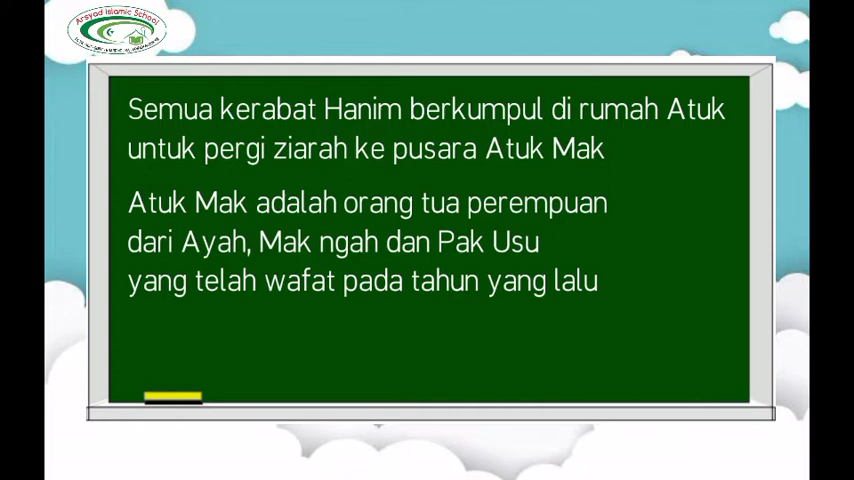 Arsyad Islamic School
Semua kerabat Hanim berkumpul di rumah Atuk
untuk pergi ziarah ke pusara Atuk Mak
Atuk Mak adalah orang tua perempuan
dari Ayah, Mak ngah dan Pak Usu
yang telah wafat pada tahun yang lalu